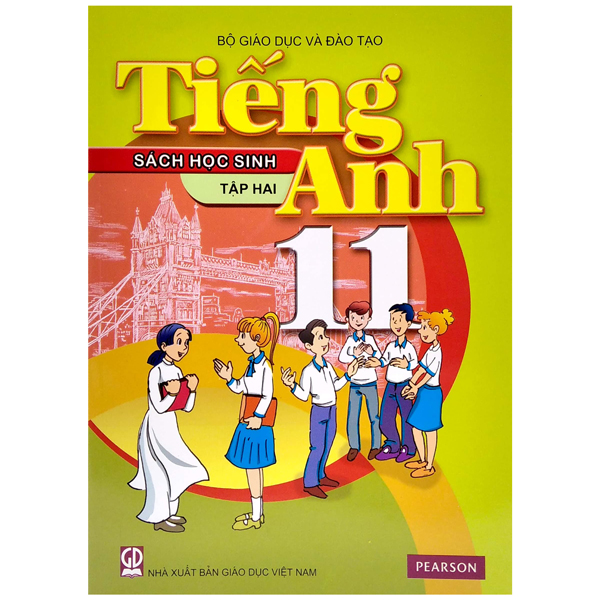 BỘ GIÁO DỤC VÀ ĐÀO TẠO
Tiếng
SÁCH HỌC SINH
Anh
TẬP HAI
11
GD
NHÀ XUẤT BẢN GIÁO DỤC VIỆT NAM
PEARSON